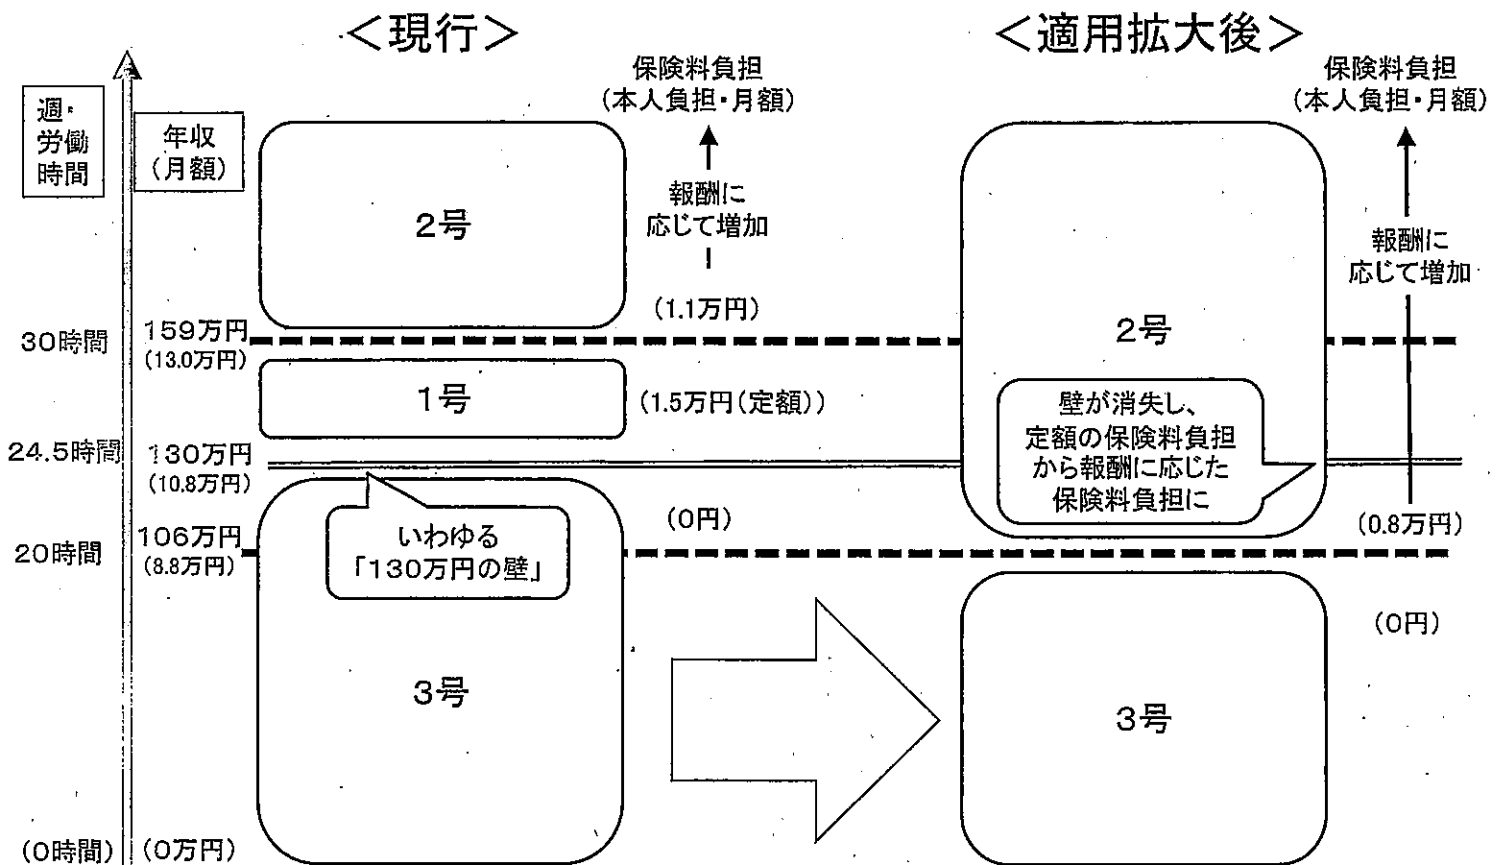 <現行>
<適用拡大後>
週・
労働
時間
年収
(月額)
保険料負担
(本人負担・月額)
報酬に
応じて増加
2号
(1.1万円)
30時間
159万円
(13.0万円)
1号
(1.5万円(定額))
24.5時間
130万円
(10.8万円)
いわゆる
「130万円の壁」
(0円)
20時間
106万円
(8.8万円)
3号
(0時間)
(0万円)
保険料負担
(本人負担・月額)
報酬に
応じて増加
2号
壁が消失し、
定額の保険料負担
から報酬に応じた
保険料負担に
(0.8万円)
(0円)
3号